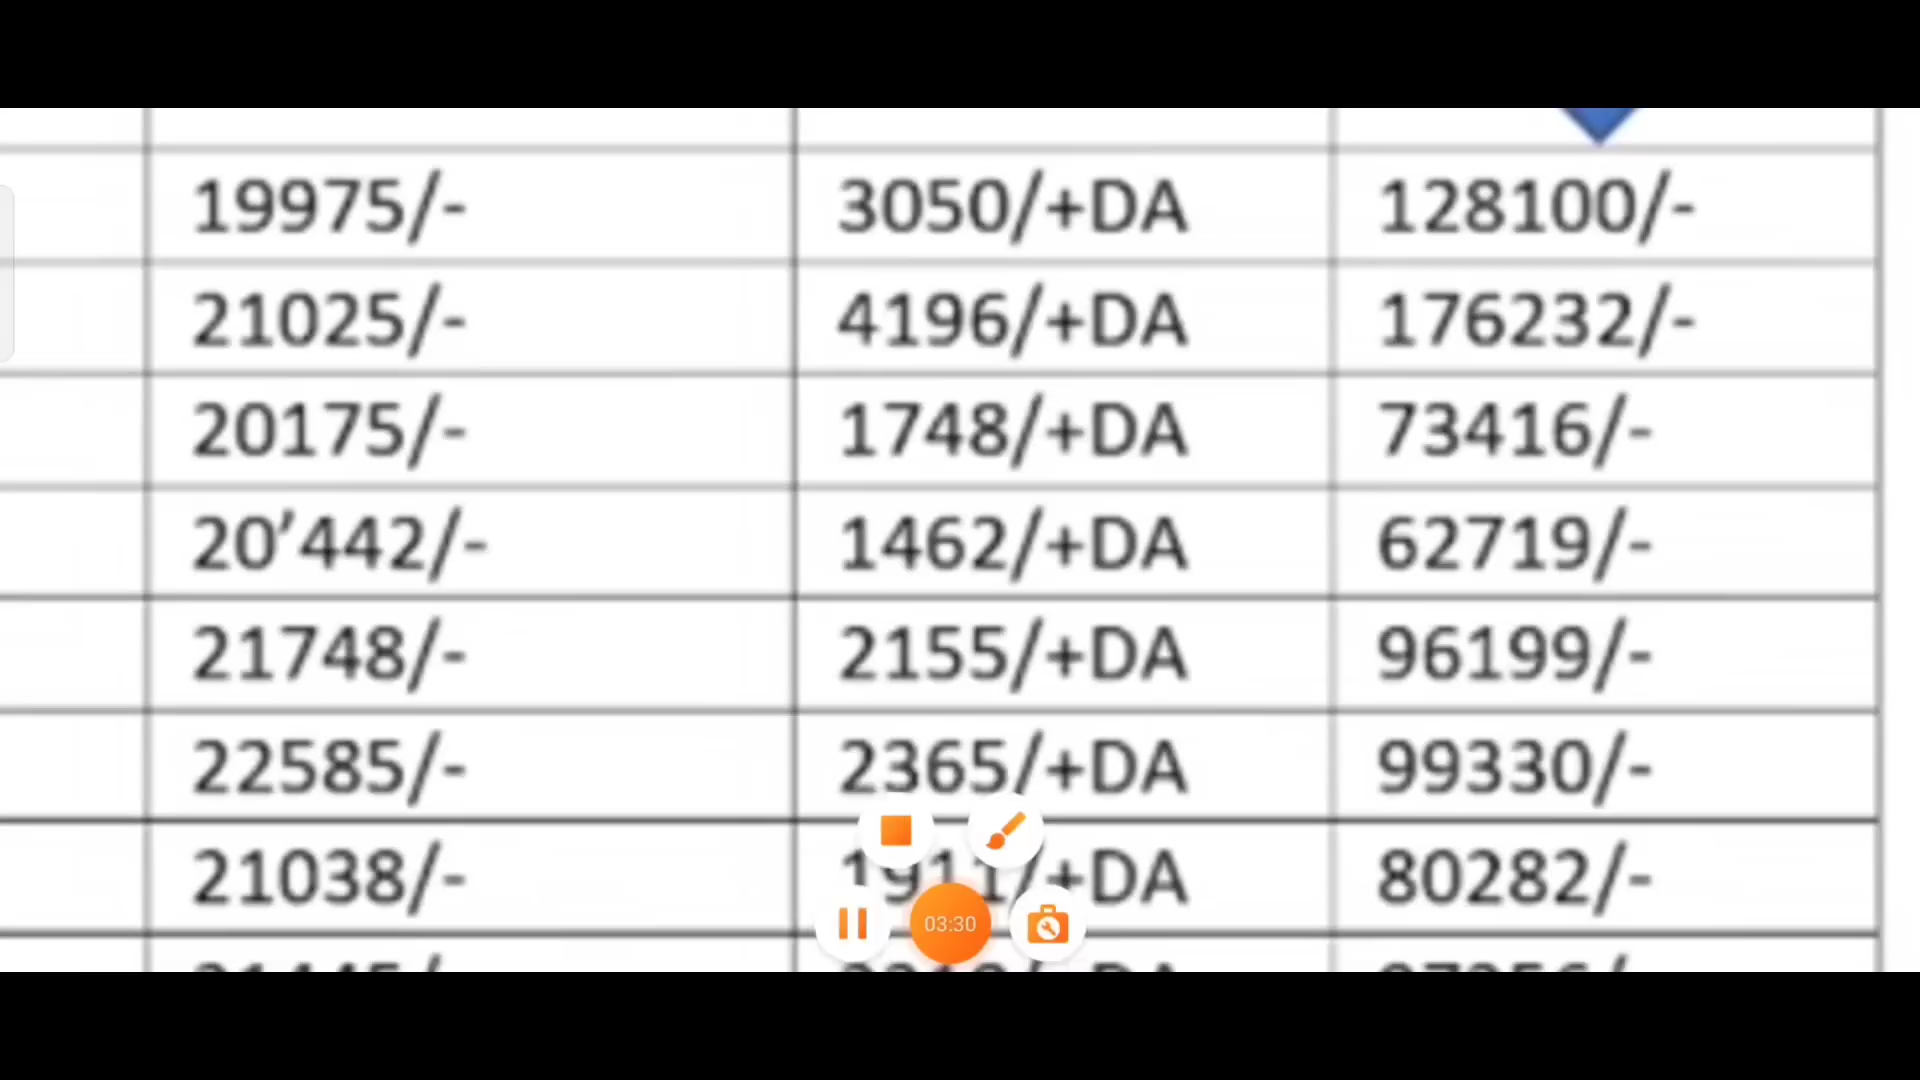 19975/- 3050/+DA 128100/-
21025/- 4196/+DA 176232/-
20175/- 1748/+DA 73416/-
20’442/- 1462/+DA 62719/-
21748/- 2155/+DA 96199/-
22585/- 2365/+DA 99330/-
21038/- 1911/+DA 80282/-
03:30